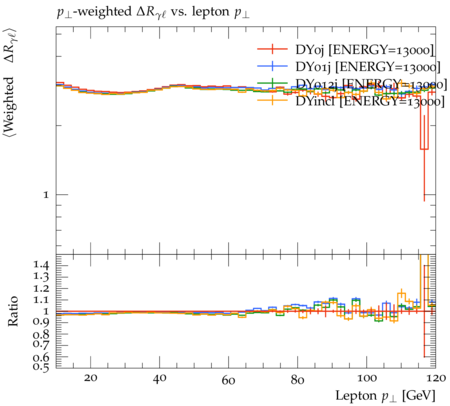 p⊥-weighted ΔRγℓ vs. lepton p⊥
⟨Weighted ΔRγℓ⟩
DY0j [ENERGY=13000]
DY01j [ENERGY=13000]
DY012j [ENERGY=13000]
DYincl [ENERGY=13000]
1
Ratio
1.4
1.3
1.2
1.1
1
0.9
0.8
0.7
0.6
0.5
20 40 60 80 100 120
Lepton p⊥ [GeV]